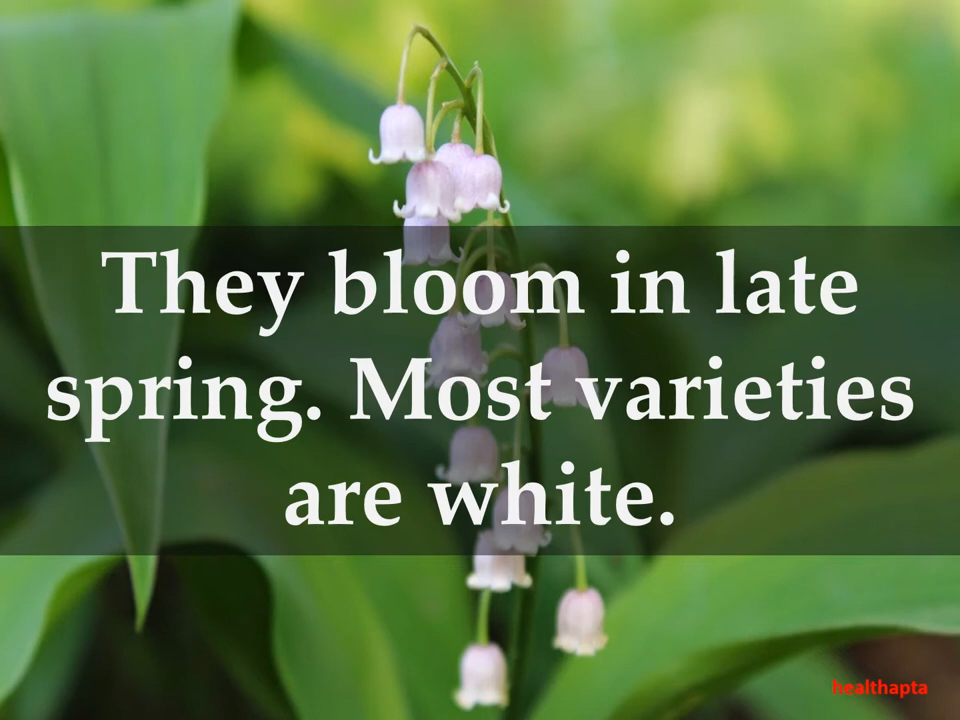 They bloom in late
spring. Most varieties
are white.
healthapta